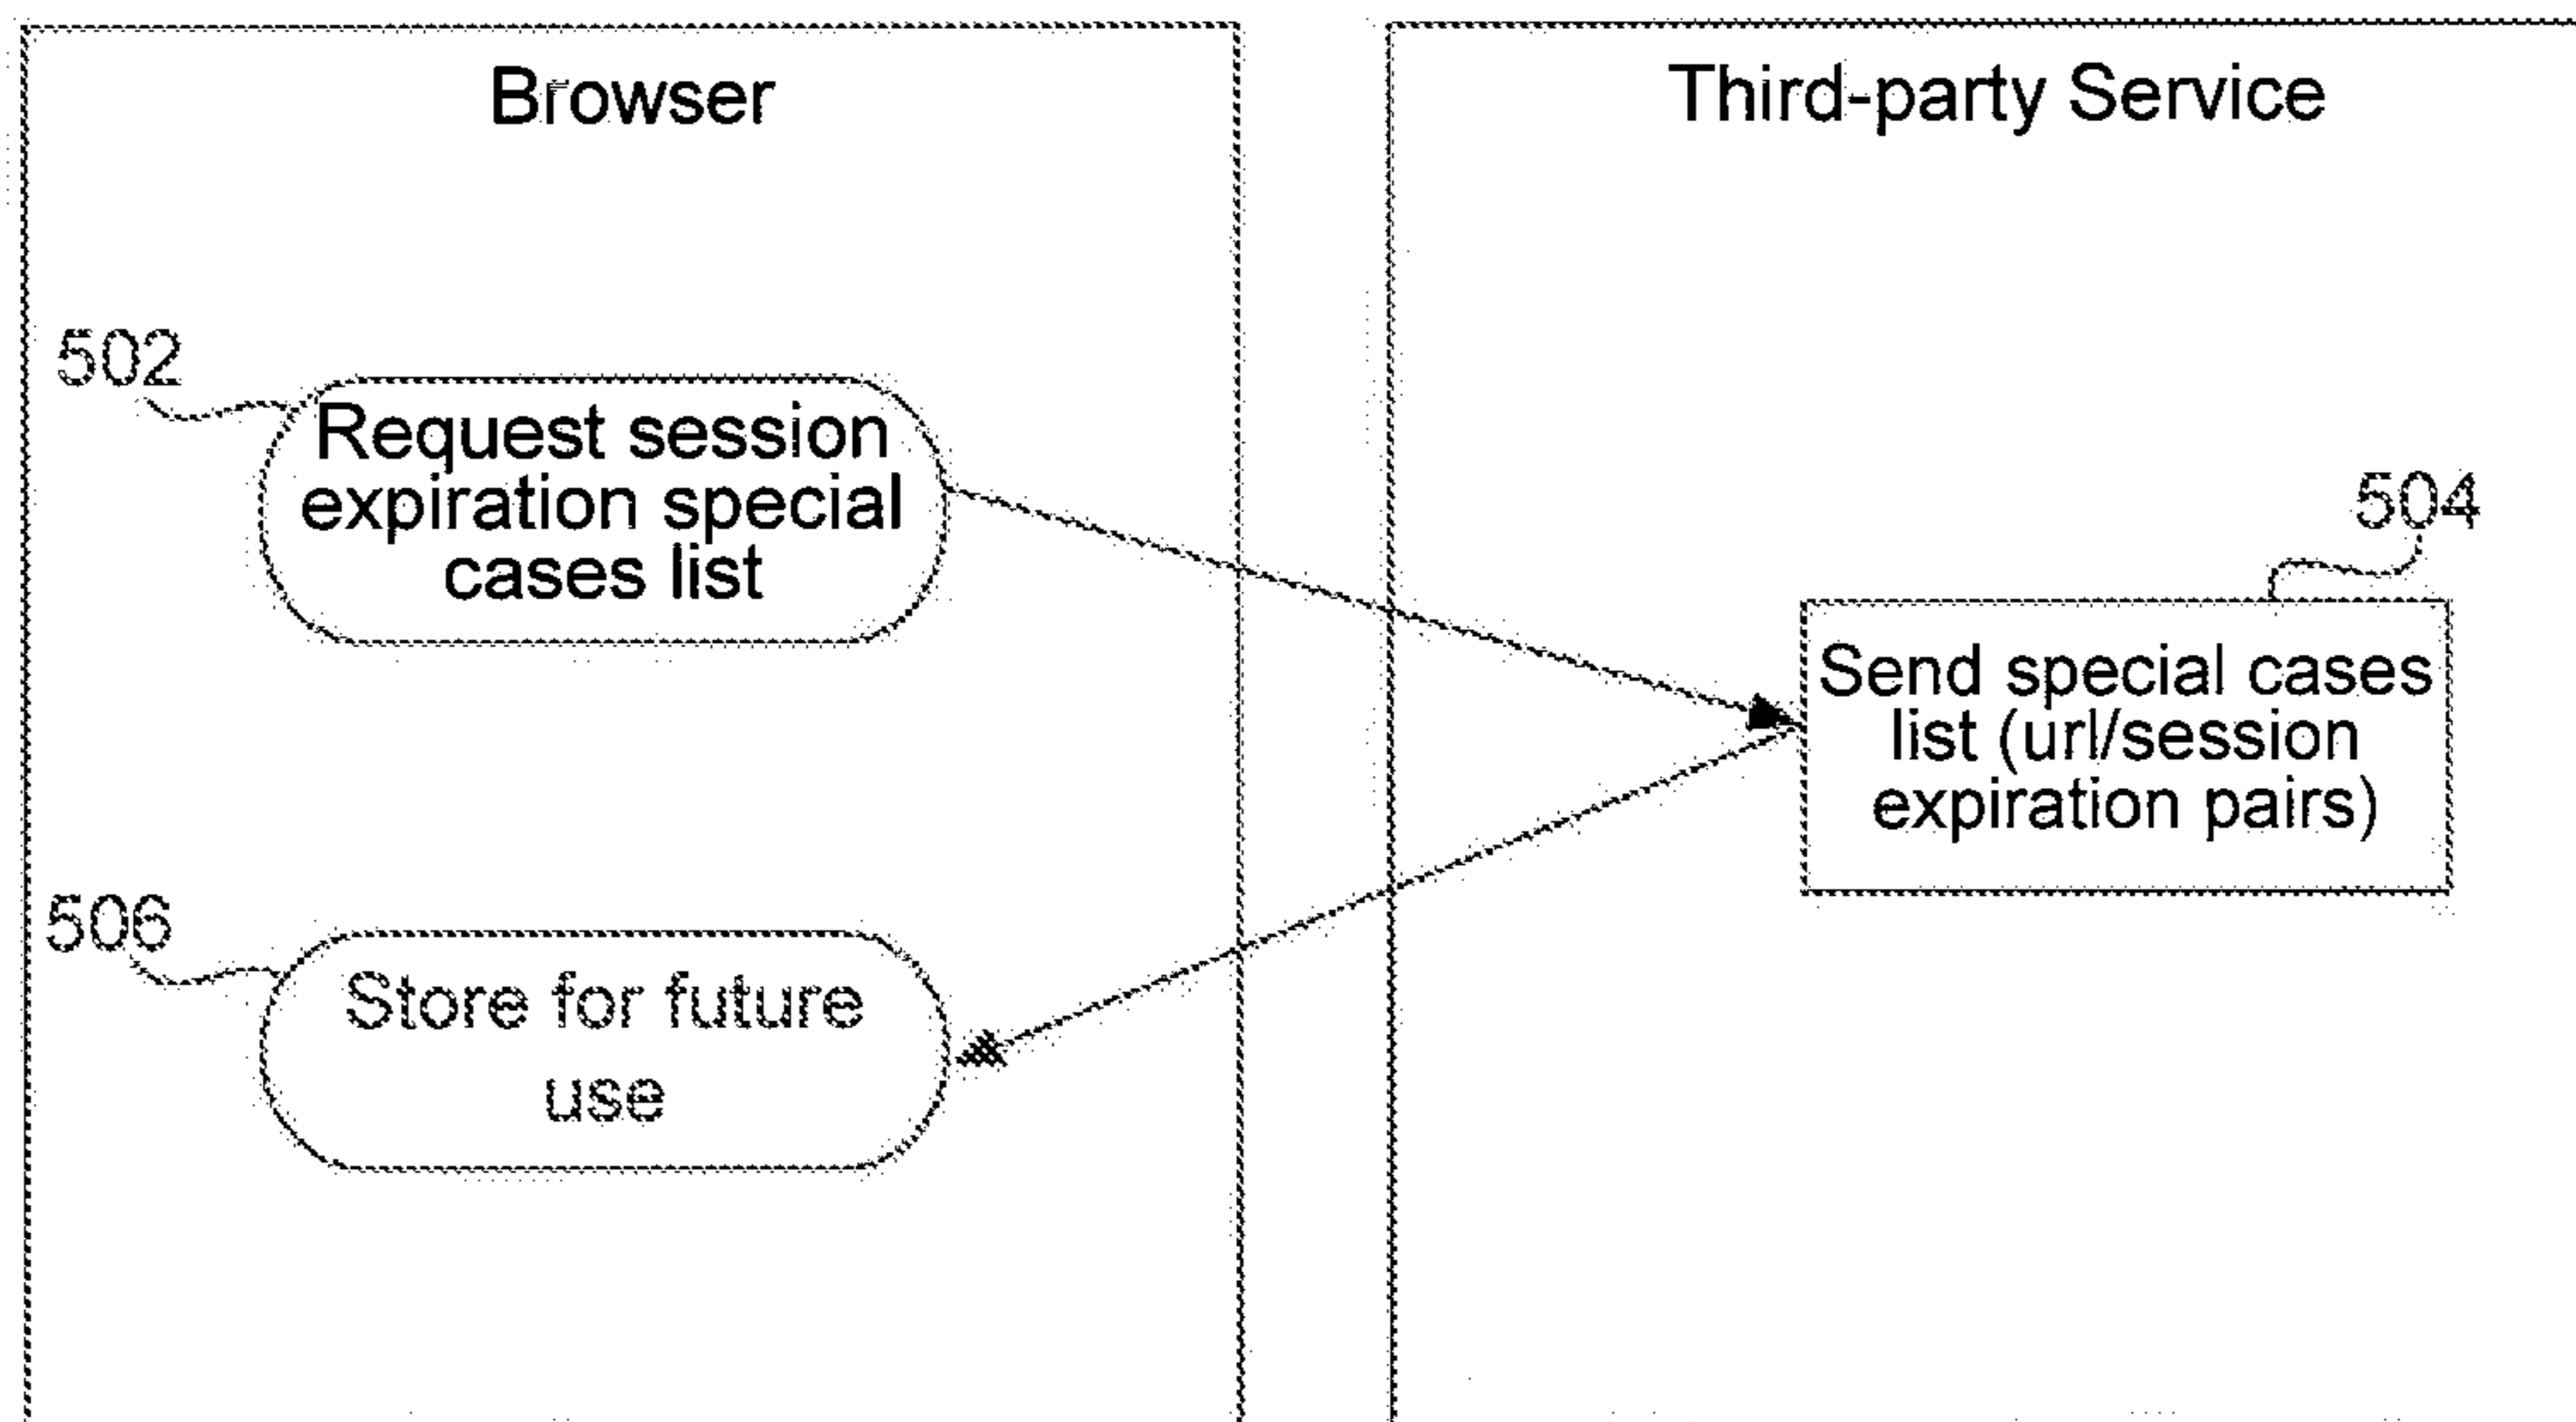 Browser
Third-party Service
502
Request session
expiration special
cases list
504
Send special cases
list (url/session
expiration pairs)
506
Store for future
use